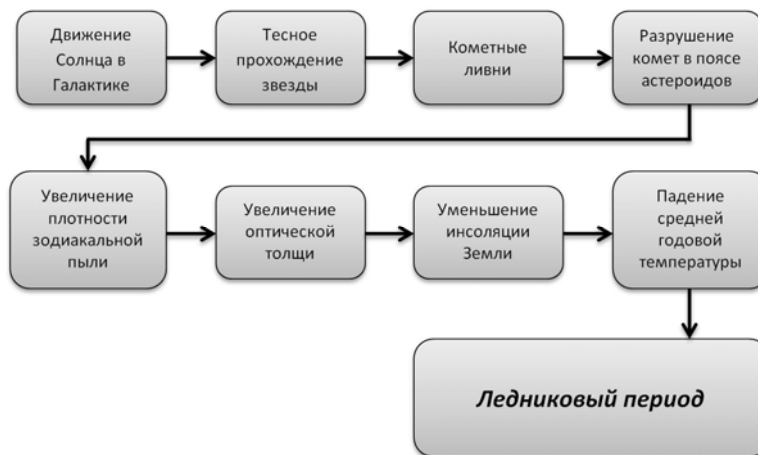 Движение
Солнца в
Галактике
Тесное
прохождение
звезды
Кометные
ливни
Разрушение
комет в поясе
астероидов
Увеличение
плотности
зодиакальной
пыли
Увеличение
оптической
толщи
Уменьшение
инсоляции
Земли
Падение
средней
годовой
температуры
Ледниковый период